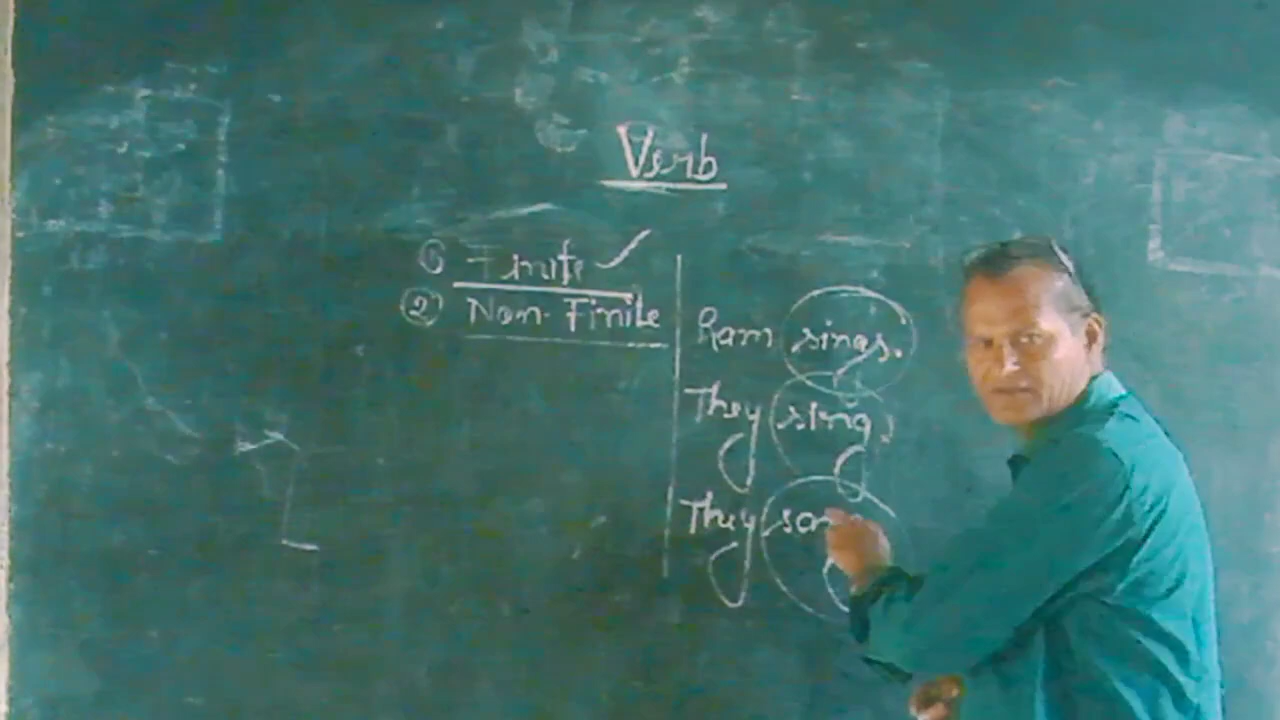 Verb
① Finite ✓
② Non-Finite
Ram sings.
They sing.
They